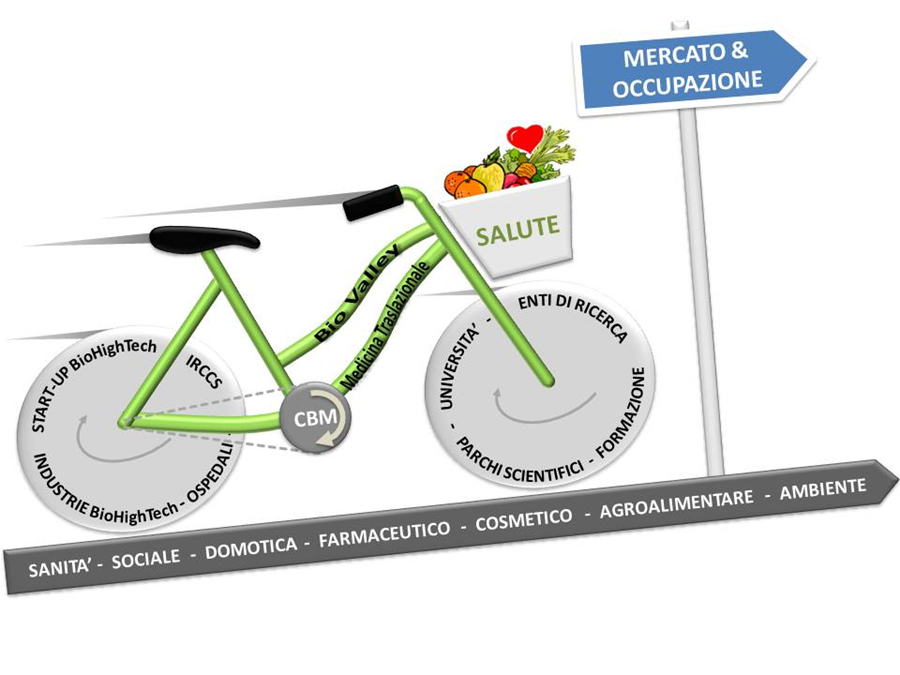 MERCATO &
OCCUPAZIONE
SALUTE
Bio Valley
Medicina Traslazionale
START-UP BioHighTech
IRCCS
INDUSTRIE BioHighTech - OSPEDALI -
CBM
UNIVERSITA' -
ENTI DI RICERCA
- PARCHI SCIENTIFICI - FORMAZIONE
SANITA' - SOCIALE - DOMOTICA - FARMACEUTICO - COSMETICO - AGROALIMENTARE - AMBIENTE